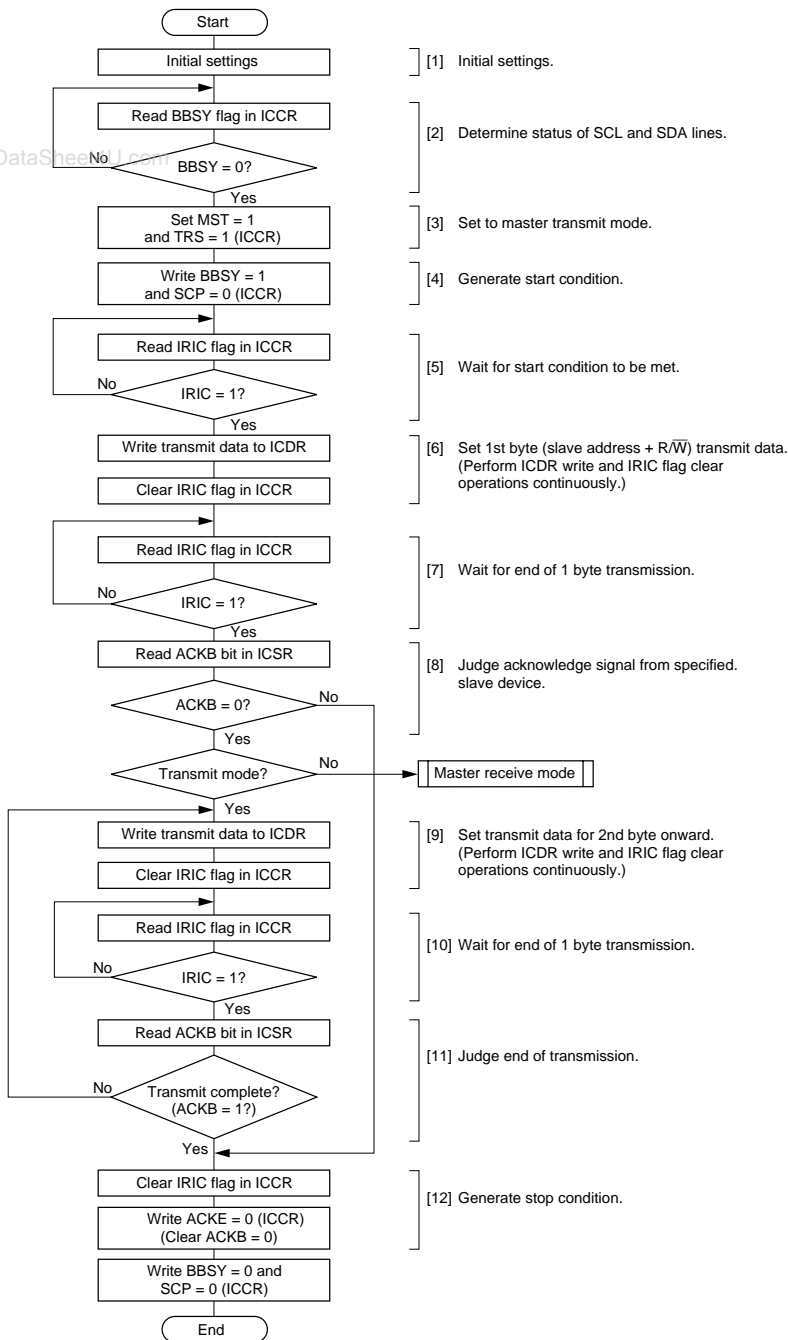 Start
Initial settings
[1] Initial settings.
Read BBSY flag in ICCR
[2] Determine status of SCL and SDA lines.
No
BBSY = 0?
Yes
Set MST = 1
and TRS = 1 (ICCR)
[3] Set to master transmit mode.
Write BBSY = 1
and SCP = 0 (ICCR)
[4] Generate start condition.
Read IRIC flag in ICCR
[5] Wait for start condition to be met.
No
IRIC = 1?
Yes
Write transmit data to ICDR
[6] Set 1st byte (slave address + R/W̅) transmit data.
(Perform ICDR write and IRIC flag clear
operations continuously.)
Clear IRIC flag in ICCR
Read IRIC flag in ICCR
[7] Wait for end of 1 byte transmission.
No
IRIC = 1?
Yes
Read ACKB bit in ICSR
[8] Judge acknowledge signal from specified.
slave device.
ACKB = 0?
No
Yes
Transmit mode?
No
Master receive mode
Yes
Write transmit data to ICDR
[9] Set transmit data for 2nd byte onward.
(Perform ICDR write and IRIC flag clear
operations continuously.)
Clear IRIC flag in ICCR
Read IRIC flag in ICCR
[10] Wait for end of 1 byte transmission.
No
IRIC = 1?
Yes
Read ACKB bit in ICSR
[11] Judge end of transmission.
No
Transmit complete?
(ACKB = 1?)
Yes
Clear IRIC flag in ICCR
[12] Generate stop condition.
Write ACKE = 0 (ICCR)
(Clear ACKB = 0)
Write BBSY = 0 and
SCP = 0 (ICCR)
End